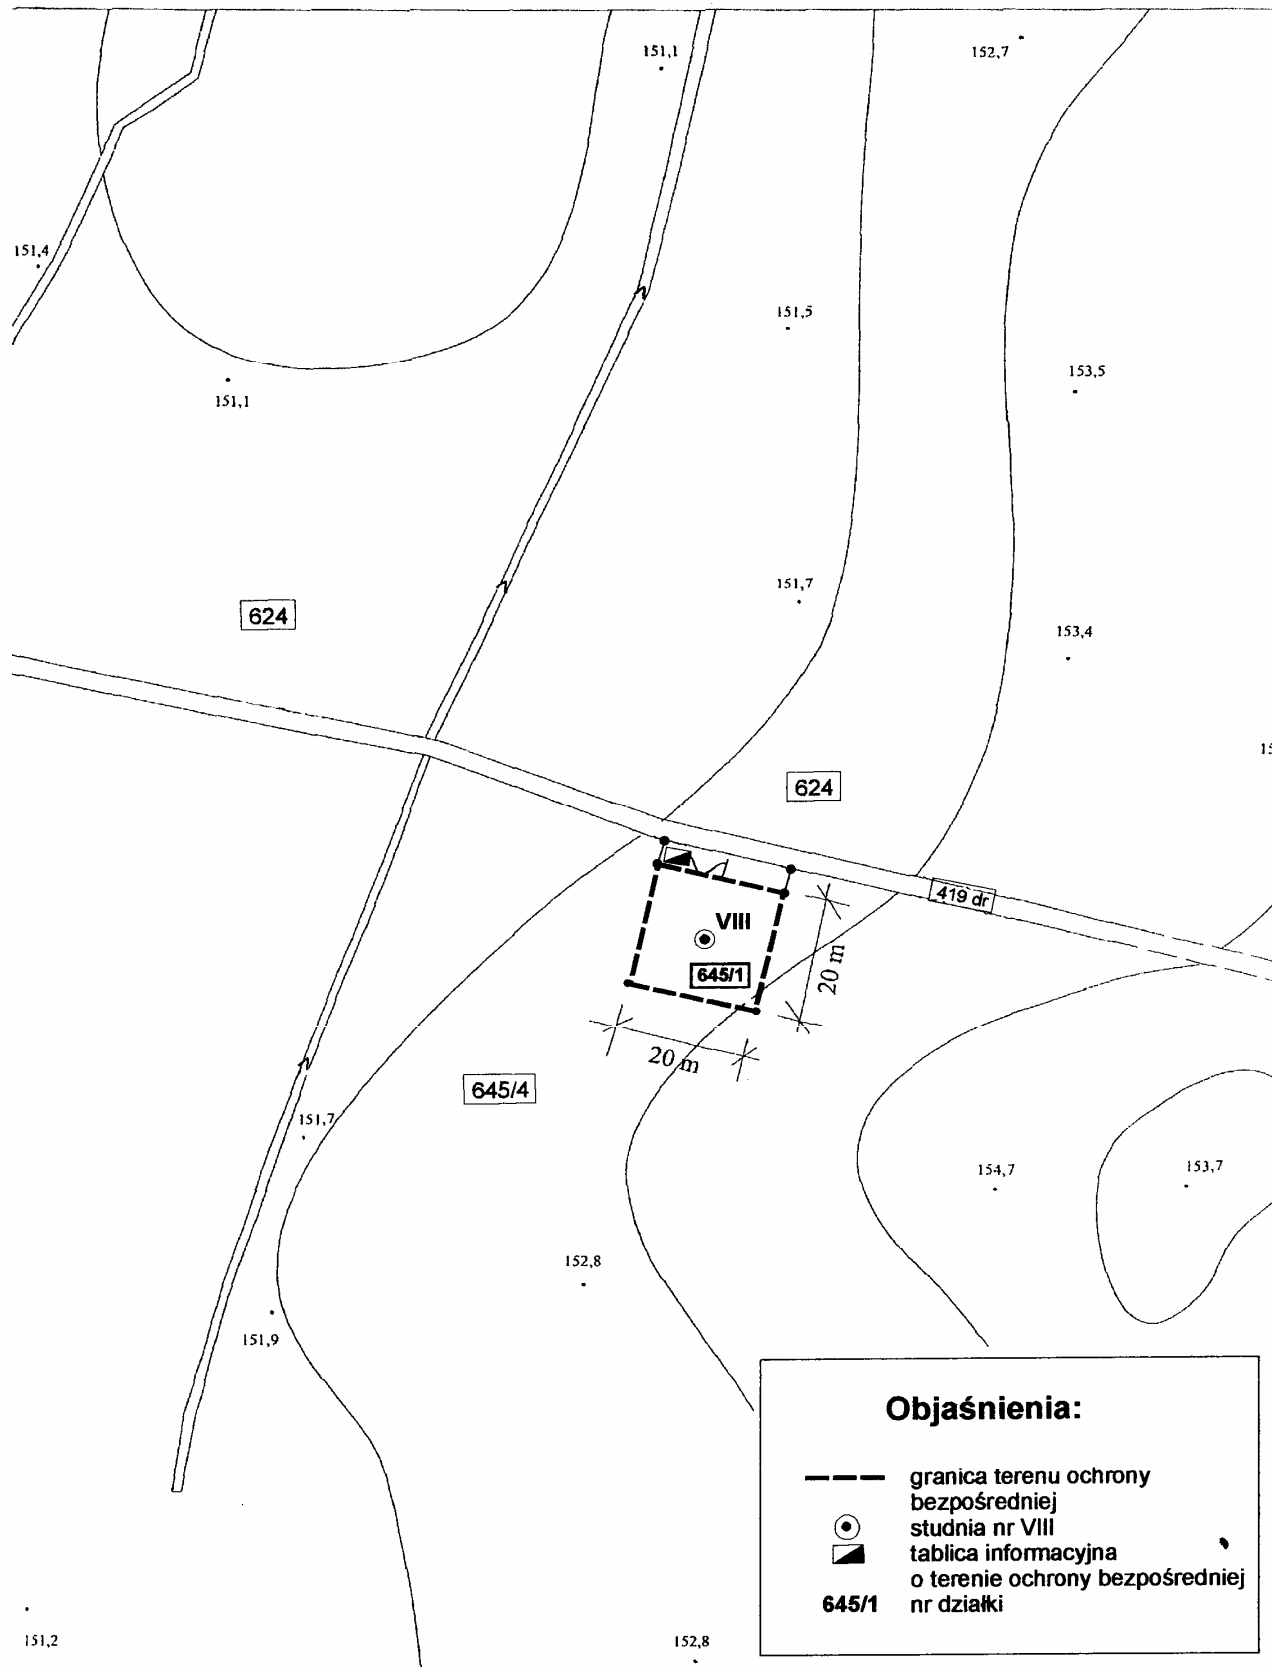 151,1
152,7
151,4
151,5
153,5
151,1
151,7
624
153,4
624
419 dr
VIII
645/1
20 m
20 m
645/4
151,7
154,7
153,7
152,8
151,9
Objaśnienia:
granica terenu ochrony
bezpośredniej
studnia nr VIII
tablica informacyjna
o terenie ochrony bezpośredniej
645/1 nr działki
151,2
152,8